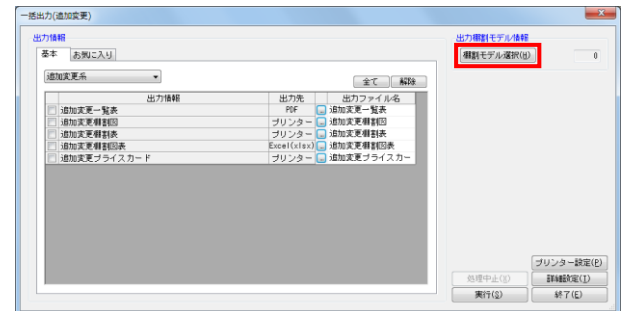 一括出力(追加変更)
出力情報
基本 お気に入り
追加変更系
全て 解除
出力情報 出力先 出力ファイル名
追加変更一覧表 PDF 追加変更一覧表
追加変更棚割図 プリンター 追加変更棚割図
追加変更棚割表 プリンター 追加変更棚割表
追加変更棚割図表 Excel(xlsx) 追加変更棚割図表
追加変更プライスカード プリンター 追加変更プライスカー
出力棚割モデル情報
棚割モデル選択(H) 0
プリンター設定(P)
処理中止(X) 詳細設定(I)
実行(S) 終了(E)